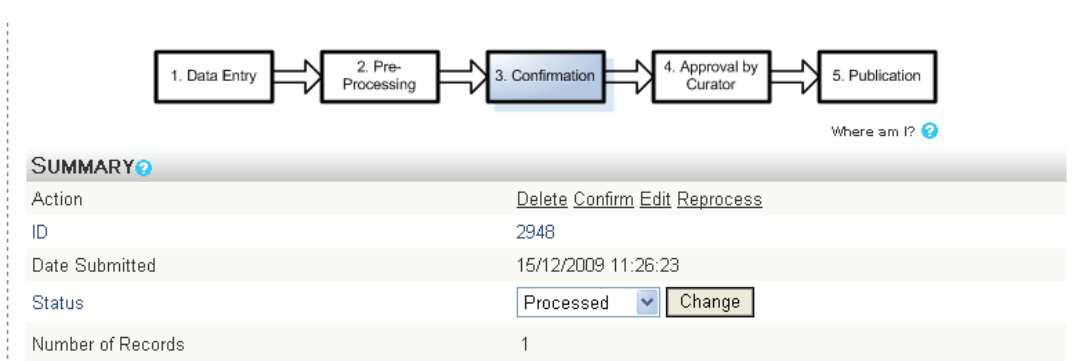 1. Data Entry
2. Pre-
Processing
3. Confirmation
4. Approval by
Curator
5. Publication
Where am I? ?
SUMMARY ?
Action Delete Confirm Edit Reprocess
ID 2948
Date Submitted 15/12/2009 11:26:23
Status Processed Change
Number of Records 1